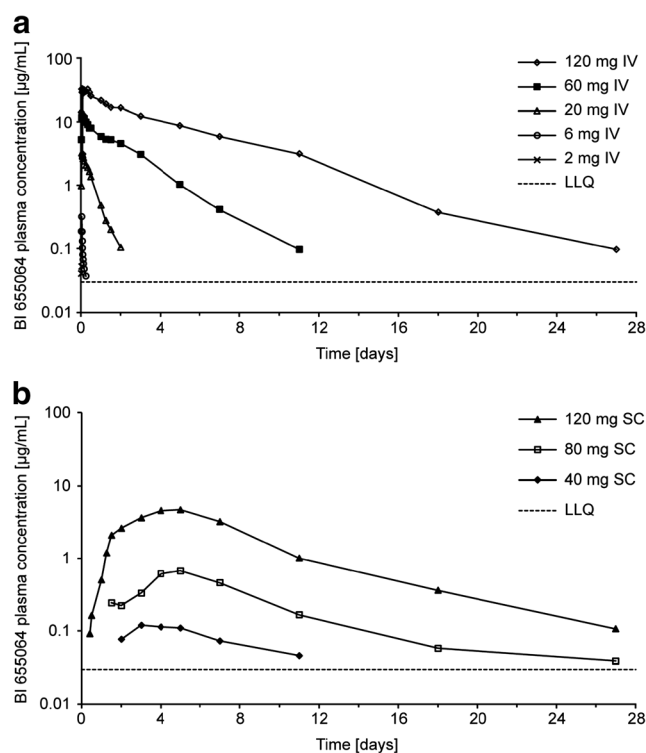 a
BI 655064 plasma concentration [µg/mL]
100
10
1
0.1
0.01
0 4 8 12 16 20 24 28
Time [days]
120 mg IV
60 mg IV
20 mg IV
6 mg IV
2 mg IV
LLQ
b
BI 655064 plasma concentration [µg/mL]
100
10
1
0.1
0.01
0 4 8 12 16 20 24 28
Time [days]
120 mg SC
80 mg SC
40 mg SC
LLQ